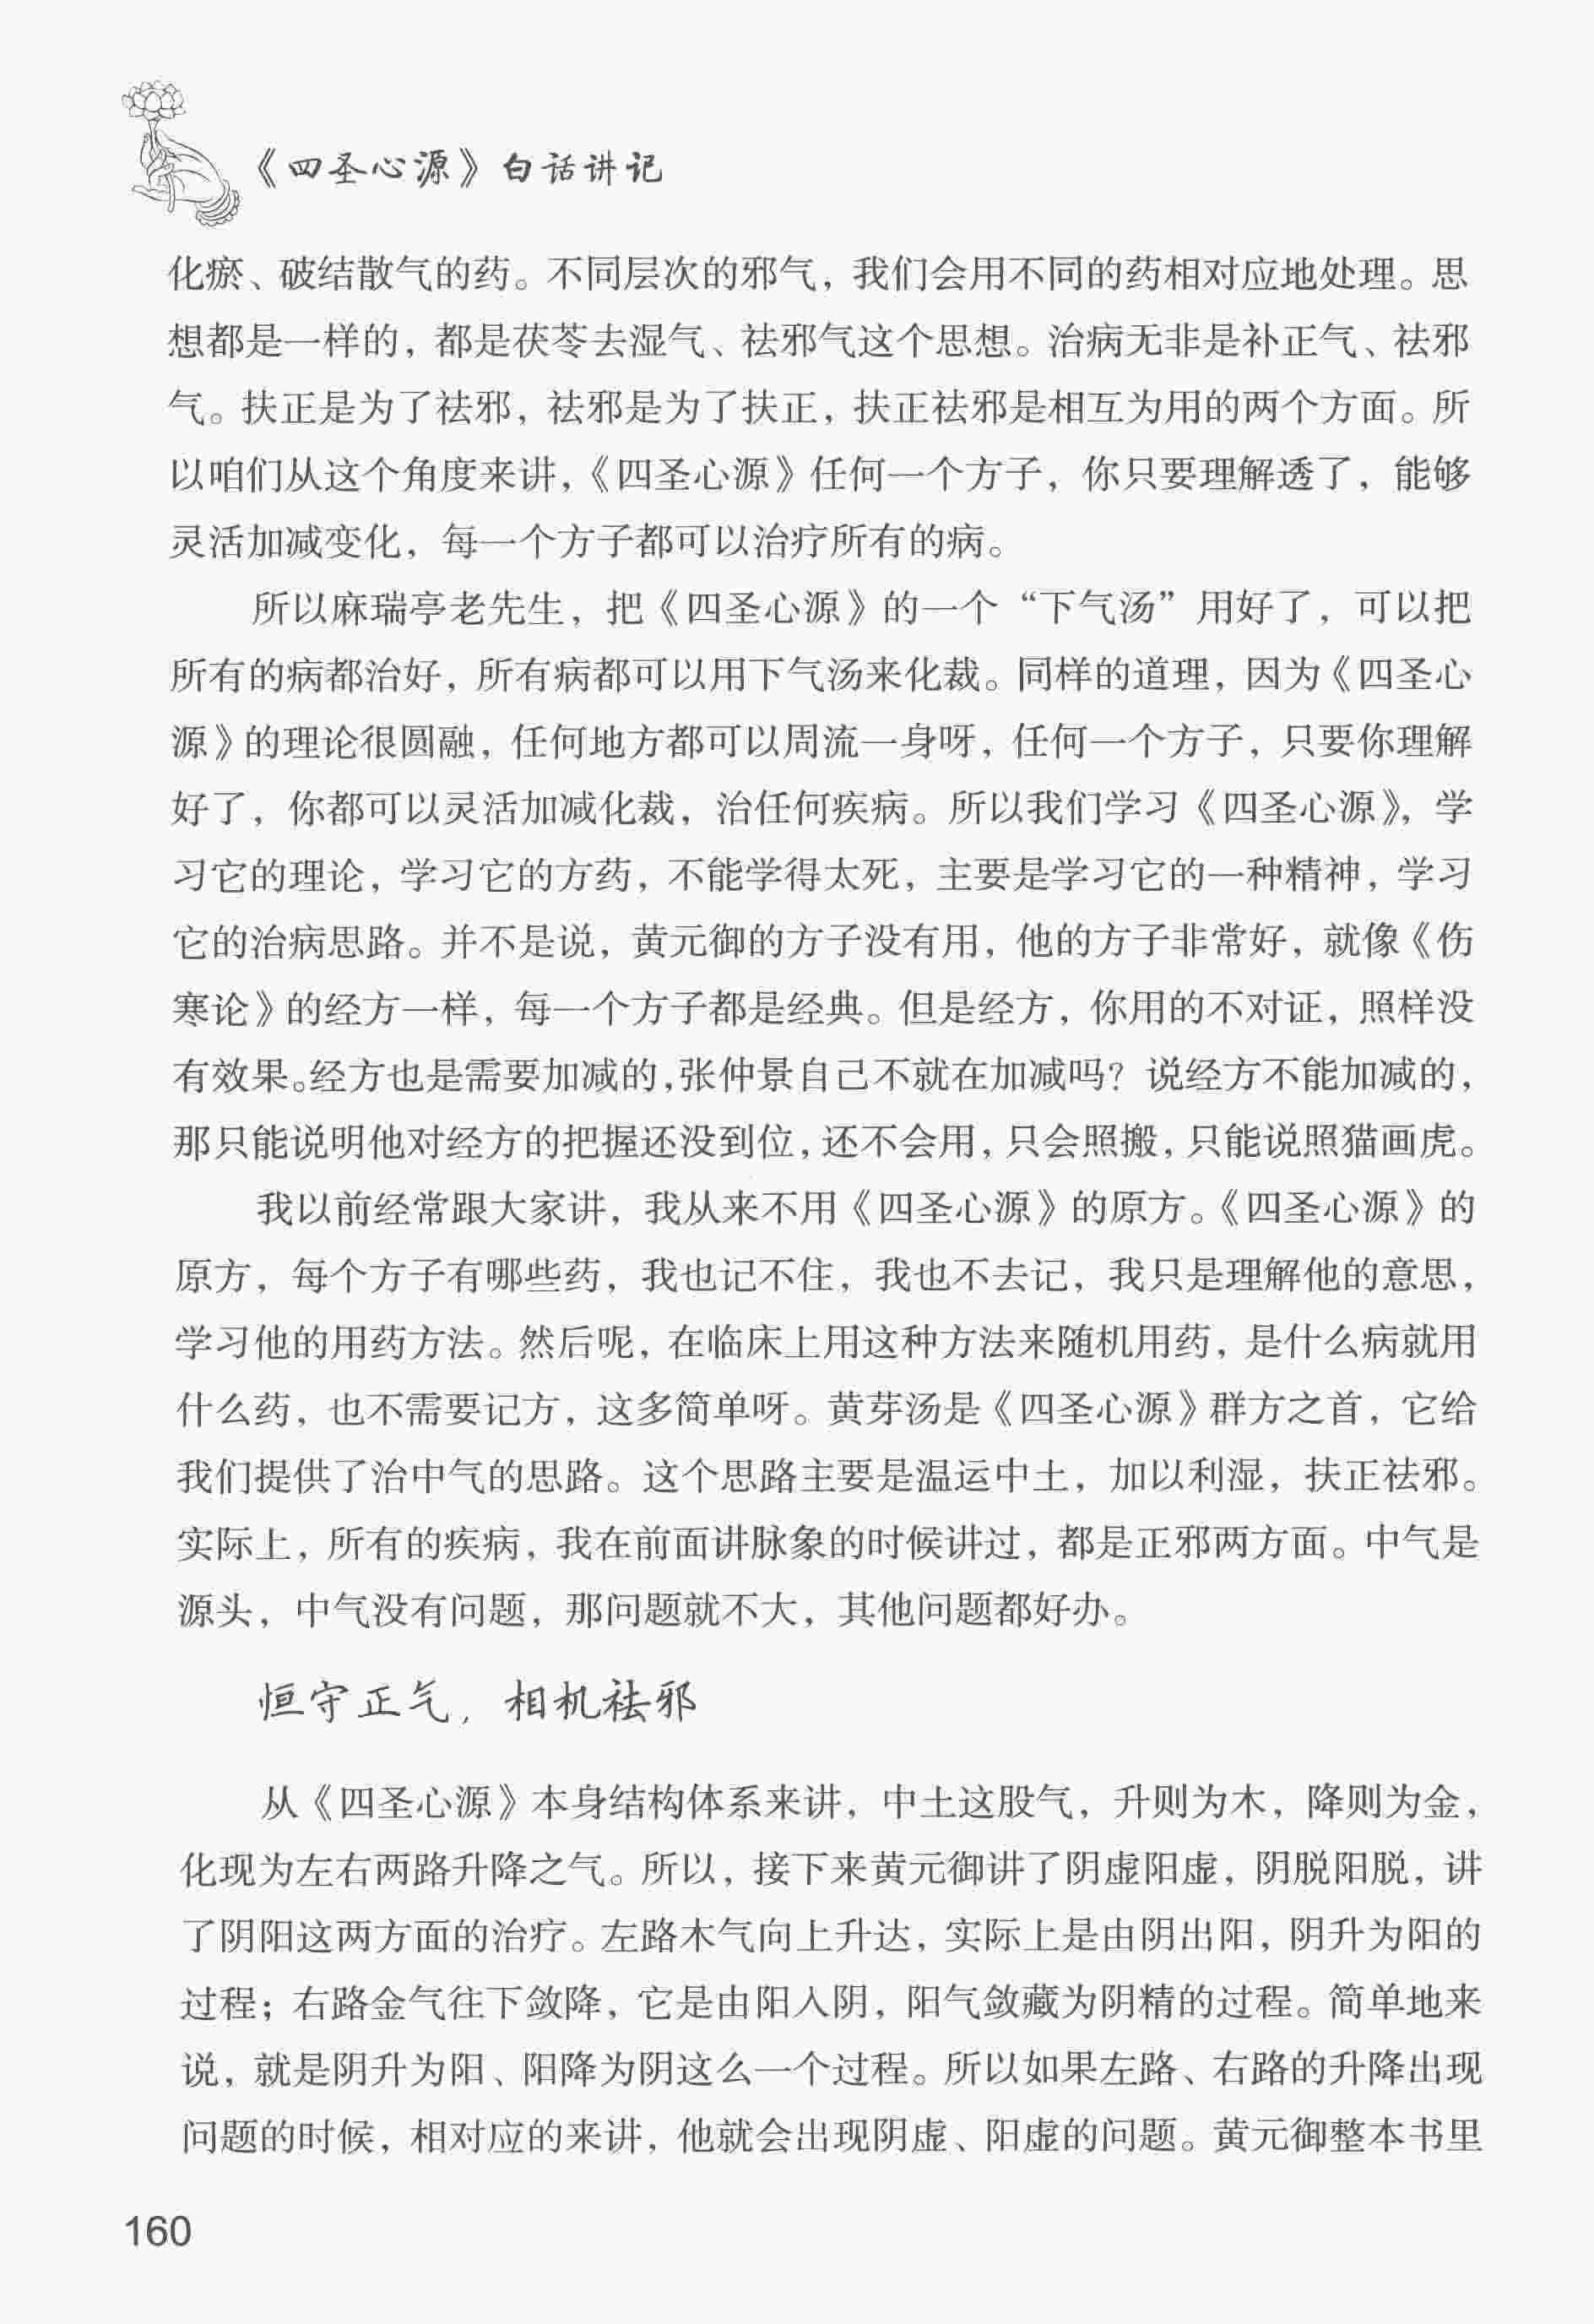 《四圣心源》白话讲记
化瘀、破结散气的药。不同层次的邪气，我们会用不同的药相对应地处理。思
想都是一样的，都是茯苓去湿气、祛邪气这个思想。治病无非是补正气、祛邪
气。扶正是为了祛邪，祛邪是为了扶正，扶正祛邪是相互为用的两个方面。所
以咱们从这个角度来讲，《四圣心源》任何一个方子，你只要理解透了，能够
灵活加减变化，每一个方子都可以治疗所有的病。
所以麻瑞亭老先生，把《四圣心源》的一个“下气汤”用好了，可以把
所有的病都治好，所有病都可以用下气汤来化裁。同样的道理，因为《四圣心
源》的理论很圆融，任何地方都可以周流一身呀，任何一个方子，只要你理解
好了，你都可以灵活加减化裁，治任何疾病。所以我们学习《四圣心源》，学
习它的理论，学习它的方药，不能学得太死，主要是学习它的一种精神，学习
它的治病思路。并不是说，黄元御的方子没有用，他的方子非常好，就像《伤
寒论》的经方一样，每一个方子都是经典。但是经方，你用的不对证，照样没
有效果。经方也是需要加减的，张仲景自己不就在加减吗？说经方不能加减的，
那只能说明他对经方的把握还没到位，还不会用，只会照搬，只能说照猫画虎。
我以前经常跟大家讲，我从来不用《四圣心源》的原方。《四圣心源》的
原方，每个方子有哪些药，我也记不住，我也不去记，我只是理解他的意思，
学习他的用药方法。然后呢，在临床上用这种方法来随机用药，是什么病就用
什么药，也不需要记方，这多简单呀。黄芽汤是《四圣心源》群方之首，它给
我们提供了治中气的思路。这个思路主要是温运中土，加以利湿，扶正祛邪。
实际上，所有的疾病，我在前面讲脉象的时候讲过，都是正邪两方面。中气是
源头，中气没有问题，那问题就不大，其他问题都好办。
恒守正气，相机祛邪
从《四圣心源》本身结构体系来讲，中土这股气，升则为木，降则为金，
化现为左右两路升降之气。所以，接下来黄元御讲了阴虚阳虚，阴脱阳脱，讲
了阴阳这两方面的治疗。左路木气向上升达，实际上是由阴出阳，阴升为阳的
过程；右路金气往下敛降，它是由阳入阴，阳气敛藏为阴精的过程。简单地来
说，就是阴升为阳、阳降为阴这么一个过程。所以如果左路、右路的升降出现
问题的时候，相对应的来讲，他就会出现阴虚、阳虚的问题。黄元御整本书里
160